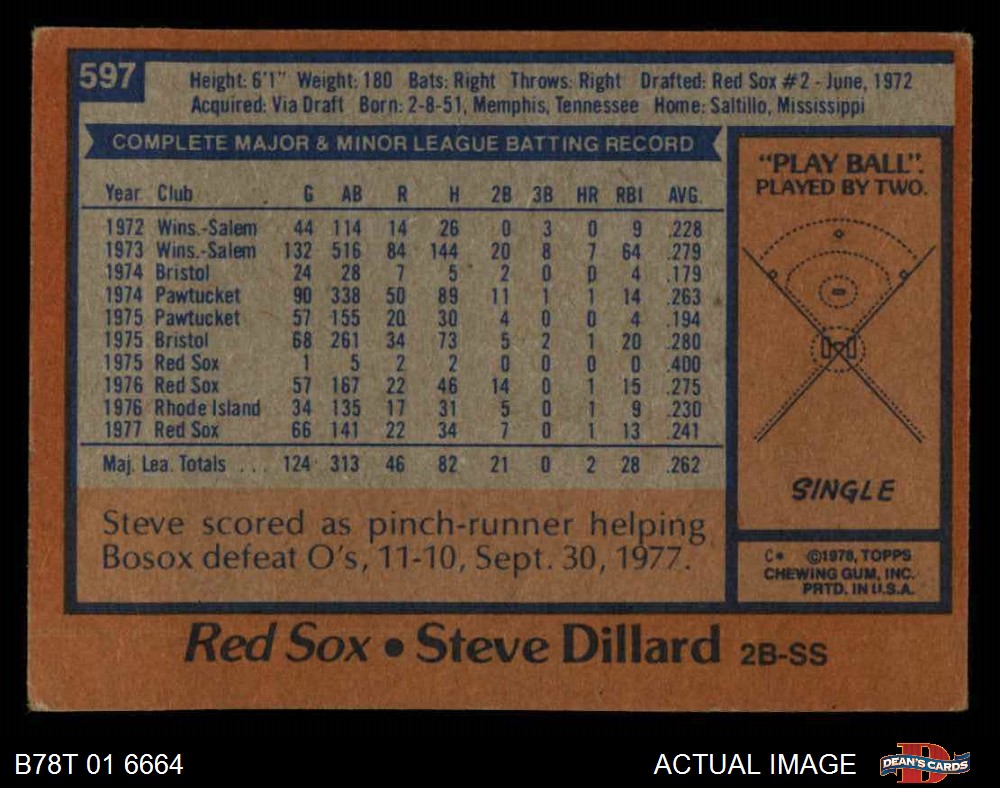 597
Height: 6'1" Weight: 180 Bats: Right Throws: Right Drafted: Red Sox #2 - June, 1972
Acquired: Via Draft Born: 2-8-51, Memphis, Tennessee Home: Saltillo, Mississippi
COMPLETE MAJOR & MINOR LEAGUE BATTING RECORD
Year Club G AB R H 2B 3B HR RBI AVG.
1972 Wins.-Salem 44 114 14 26 0 3 0 9 .228
1973 Wins.-Salem 132 516 84 144 20 8 7 64 .279
1974 Bristol 24 28 7 5 2 0 0 4 .179
1974 Pawtucket 90 338 50 89 11 1 1 14 .263
1975 Pawtucket 57 155 20 30 4 0 0 4 .194
1975 Bristol 68 261 34 73 5 2 1 20 .280
1975 Red Sox 1 5 2 2 0 0 0 0 .400
1976 Red Sox 57 167 22 46 14 0 1 15 .275
1976 Rhode Island 34 135 17 31 5 0 1 9 .230
1977 Red Sox 66 141 22 34 7 0 1 13 .241
Maj. Lea. Totals ... 124 313 46 82 21 0 2 28 .262
Steve scored as pinch-runner helping
Bosox defeat O's, 11-10, Sept. 30, 1977.
"PLAY BALL".
PLAYED BY TWO.
SINGLE
C* ©1978, TOPPS
CHEWING GUM, INC.
PRTD. IN U.S.A.
Red Sox • Steve Dillard 2B-SS
B78T 01 6664
ACTUAL IMAGE
D
DEAN'S CARDS